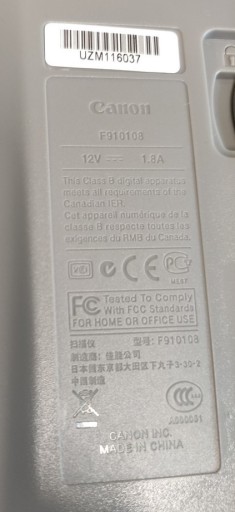 UZM116037
Canon
F910108
12V 1.8A
This Class B digital apparatus
meets all requirements of the
Canadian IER.
Cet appareil numérique de la
classe B respecte toutes les
exigences du RMB du Canada.
FC Tested To Comply
With FCC Standards
FOR HOME OR OFFICE USE
扫描仪 型号: F910108
制造商: 佳能公司
日本国东京都大田区下丸子3-30-2
中国制造
CCC
CANON INC.
MADE IN CHINA